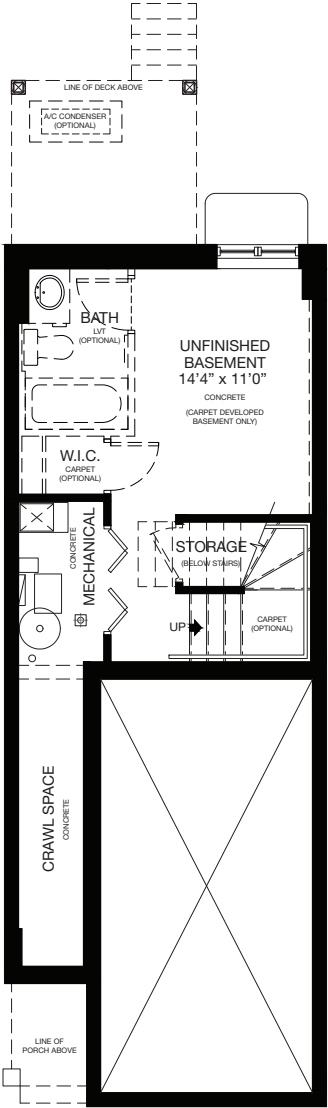 LINE OF DECK ABOVE
A/C CONDENSER
(OPTIONAL)
BATH
LVT
(OPTIONAL)
UNFINISHED
BASEMENT
14'4" x 11'0"
CONCRETE
(CARPET DEVELOPED
BASEMENT ONLY)
W.I.C.
CARPET
(OPTIONAL)
MECHANICAL
CONCRETE
STORAGE
(BELOW STAIRS)
UP
CARPET
(OPTIONAL)
CRAWL SPACE
CONCRETE
LINE OF
PORCH ABOVE